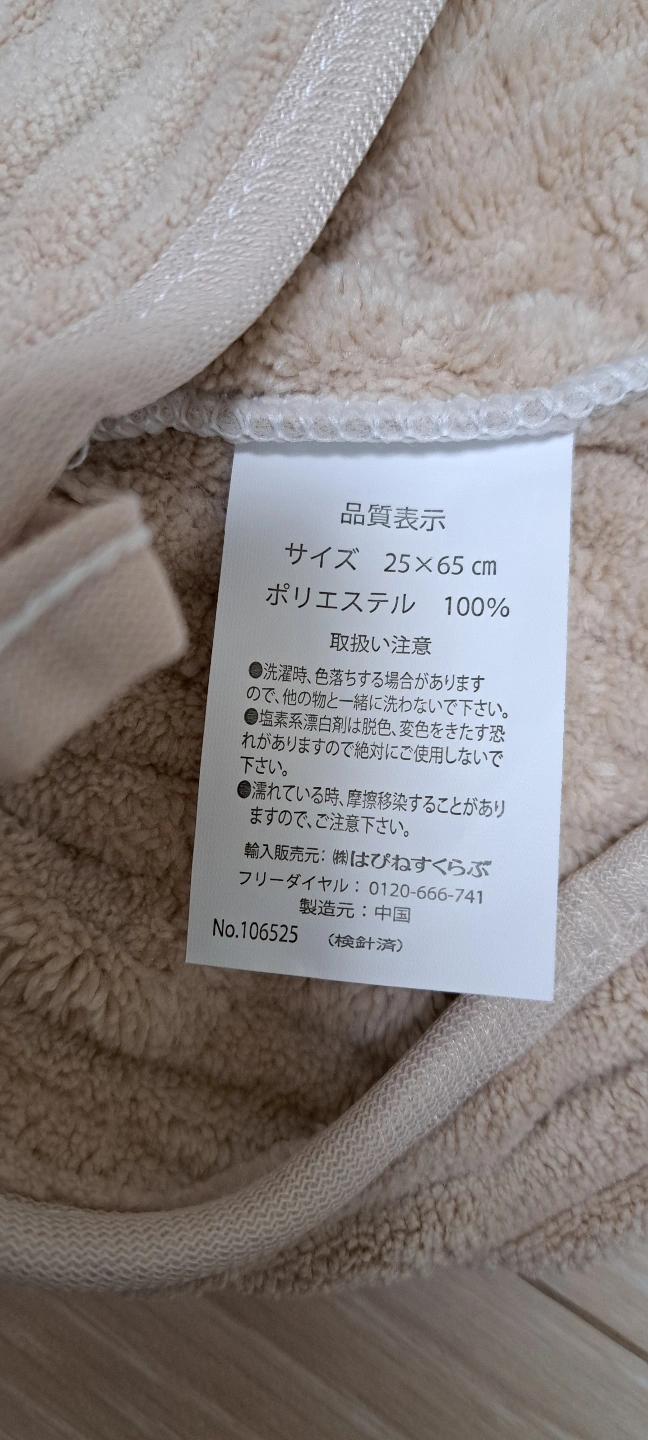 品質表示
サイズ 25×65㎝
ポリエステル 100%
取扱い注意
●洗濯時、色落ちする場合があります
ので、他の物と一緒に洗わないで下さい。
●塩素系漂白剤は脱色、変色をきたす恐
れがありますので絶対にご使用しないで
下さい。
●濡れている時、摩擦移染することがあり
ますので、ご注意下さい。
輸入販売元:㈱はぴねすくらぶ
フリーダイヤル:0120-666-741
製造元:中国
No.106525 (検針済)